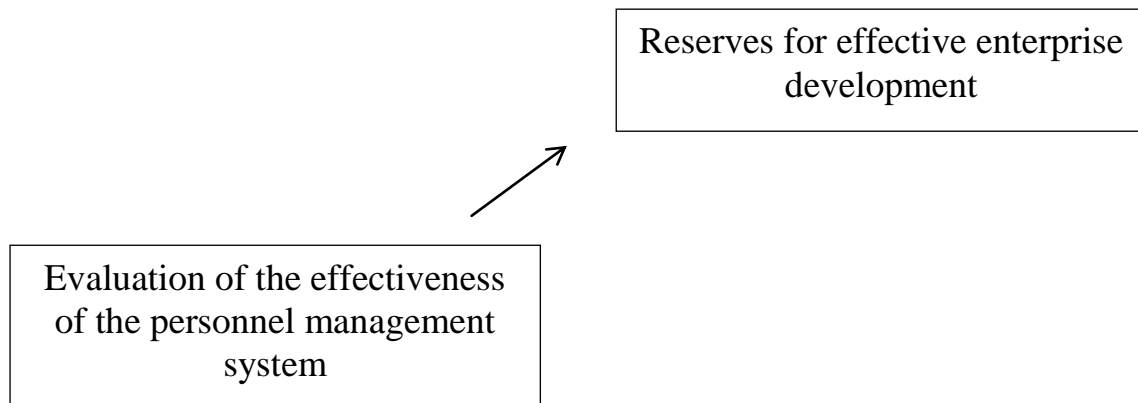 Reserves for effective enterprise
development
Evaluation of the effectiveness
of the personnel management
system